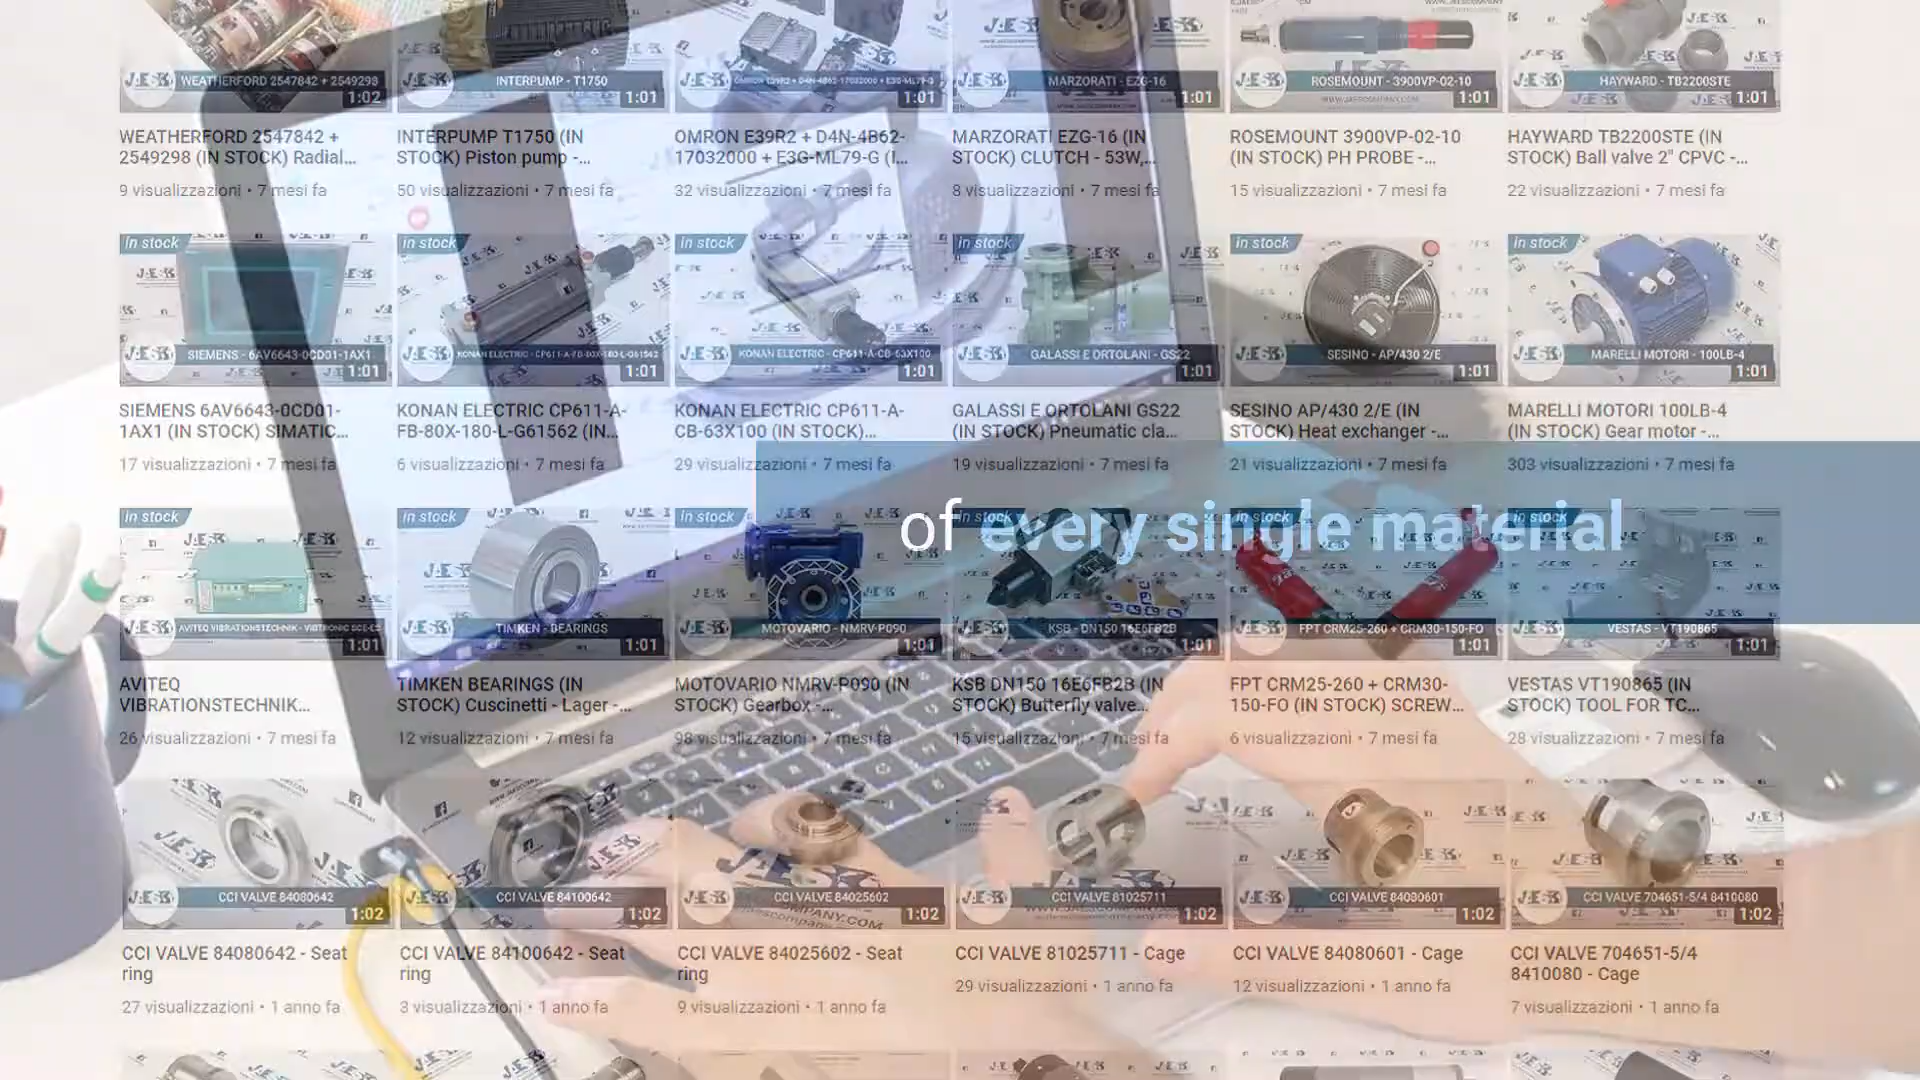 WEATHERFORD 2547842 + 2549298
1:02
INTERPUMP - T1750
1:01
1:01
MARZORATI - EZG-16
1:01
ROSEMOUNT - 3900VP-02-10
1:01
HAYWARD - TB2200STE
1:01
WEATHERFORD 2547842 +
2549298 (IN STOCK) Radial...
9 visualizzazioni • 7 mesi fa
INTERPUMP T1750 (IN
STOCK) Piston pump -...
50 visualizzazioni • 7 mesi fa
OMRON E39R2 + D4N-4B62-
17032000 + E3G-ML79-G (I...
32 visualizzazioni • 7 mesi fa
MARZORATI EZG-16 (IN
STOCK) CLUTCH - 53W,...
8 visualizzazioni • 7 mesi fa
ROSEMOUNT 3900VP-02-10
(IN STOCK) PH PROBE -...
15 visualizzazioni • 7 mesi fa
HAYWARD TB2200STE (IN
STOCK) Ball valve 2" CPVC -...
22 visualizzazioni • 7 mesi fa
in stock
SIEMENS - 6AV6643-0CD01-1AX1
1:01
in stock
KONAN ELECTRIC - CP611-A-FB-80X-180-L-G61562
1:01
in stock
KONAN ELECTRIC - CP611-A-CB-63X100
1:01
in stock
GALASSI E ORTOLANI - GS22
1:01
in stock
SESINO - AP/430 2/E
1:01
in stock
MARELLI MOTORI - 100LB-4
1:01
SIEMENS 6AV6643-0CD01-
1AX1 (IN STOCK) SIMATIC...
17 visualizzazioni • 7 mesi fa
KONAN ELECTRIC CP611-A-
FB-80X-180-L-G61562 (IN...
6 visualizzazioni • 7 mesi fa
KONAN ELECTRIC CP611-A-
CB-63X100 (IN STOCK)...
29 visualizzazioni • 7 mesi fa
GALASSI E ORTOLANI GS22
(IN STOCK) Pneumatic cla...
19 visualizzazioni • 7 mesi fa
SESINO AP/430 2/E (IN
STOCK) Heat exchanger -...
21 visualizzazioni • 7 mesi fa
MARELLI MOTORI 100LB-4
(IN STOCK) Gear motor -...
303 visualizzazioni • 7 mesi fa
of every single material
in stock
1:01
in stock
TIMKEN - BEARINGS
1:01
in stock
MOTOVARIO - NMRV-P090
1:01
in stock
KSB - DN150 16E6FB2B
1:01
in stock
FPT CRM25-260 + CRM30-150-FO
1:01
in stock
VESTAS - VT190865
1:01
AVITEQ
VIBRATIONSTECHNIK...
26 visualizzazioni • 7 mesi fa
TIMKEN BEARINGS (IN
STOCK) Cuscinetti - Lager -...
12 visualizzazioni • 7 mesi fa
MOTOVARIO NMRV-P090 (IN
STOCK) Gearbox -...
98 visualizzazioni • 7 mesi fa
KSB DN150 16E6FB2B (IN
STOCK) Butterfly valve...
15 visualizzazioni • 7 mesi fa
FPT CRM25-260 + CRM30-
150-FO (IN STOCK) SCREW...
6 visualizzazioni • 7 mesi fa
VESTAS VT190865 (IN
STOCK) TOOL FOR TC...
28 visualizzazioni • 7 mesi fa
CCI VALVE 84080642
1:02
CCI VALVE 84100642
1:02
CCI VALVE 84025602
1:02
CCI VALVE 81025711
1:02
CCI VALVE 84080601
1:02
CCI VALVE 704651-5/4 8410080
1:02
CCI VALVE 84080642 - Seat
ring
27 visualizzazioni • 1 anno fa
CCI VALVE 84100642 - Seat
ring
3 visualizzazioni • 1 anno fa
CCI VALVE 84025602 - Seat
ring
9 visualizzazioni • 1 anno fa
CCI VALVE 81025711 - Cage
29 visualizzazioni • 1 anno fa
CCI VALVE 84080601 - Cage
12 visualizzazioni • 1 anno fa
CCI VALVE 704651-5/4
8410080 - Cage
7 visualizzazioni • 1 anno fa